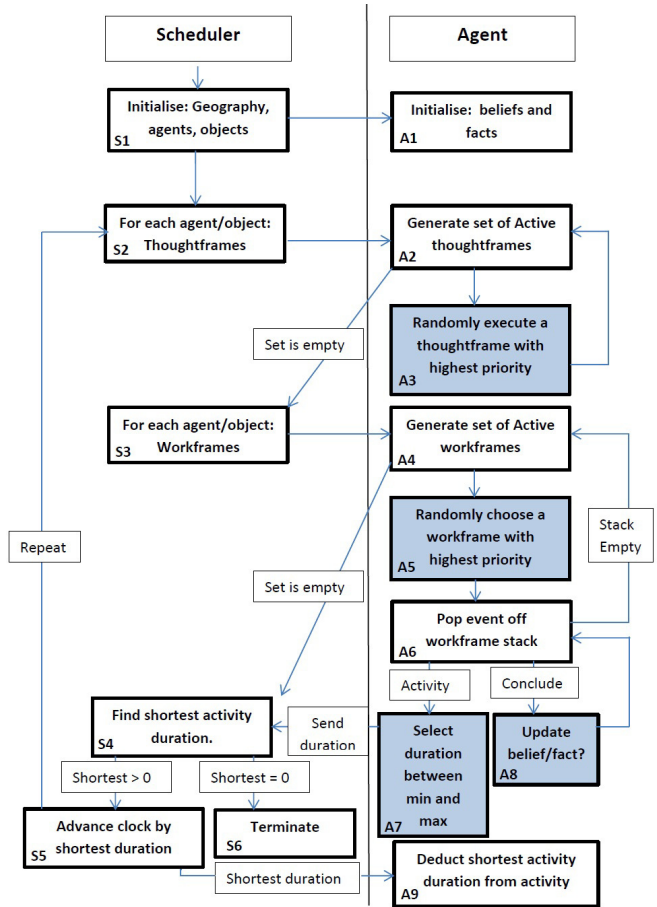 Scheduler
Agent
Initialise: Geography,
agents, objects
S1
Initialise: beliefs and
facts
A1
For each agent/object:
Thoughtframes
S2
Generate set of Active
thoughtframes
A2
Randomly execute a
thoughtframe with
highest priority
A3
Set is empty
For each agent/object:
Workframes
S3
Generate set of Active
workframes
A4
Randomly choose a
workframe with
highest priority
A5
Stack
Empty
Repeat
Set is empty
Pop event off
workframe stack
A6
Activity
Conclude
Find shortest activity
duration.
S4
Send
duration
Select
duration
between
min and
max
A7
Update
belief/fact?
A8
Shortest > 0
Shortest = 0
Advance clock by
shortest duration
S5
Terminate
S6
Shortest duration
Deduct shortest activity
duration from activity
A9